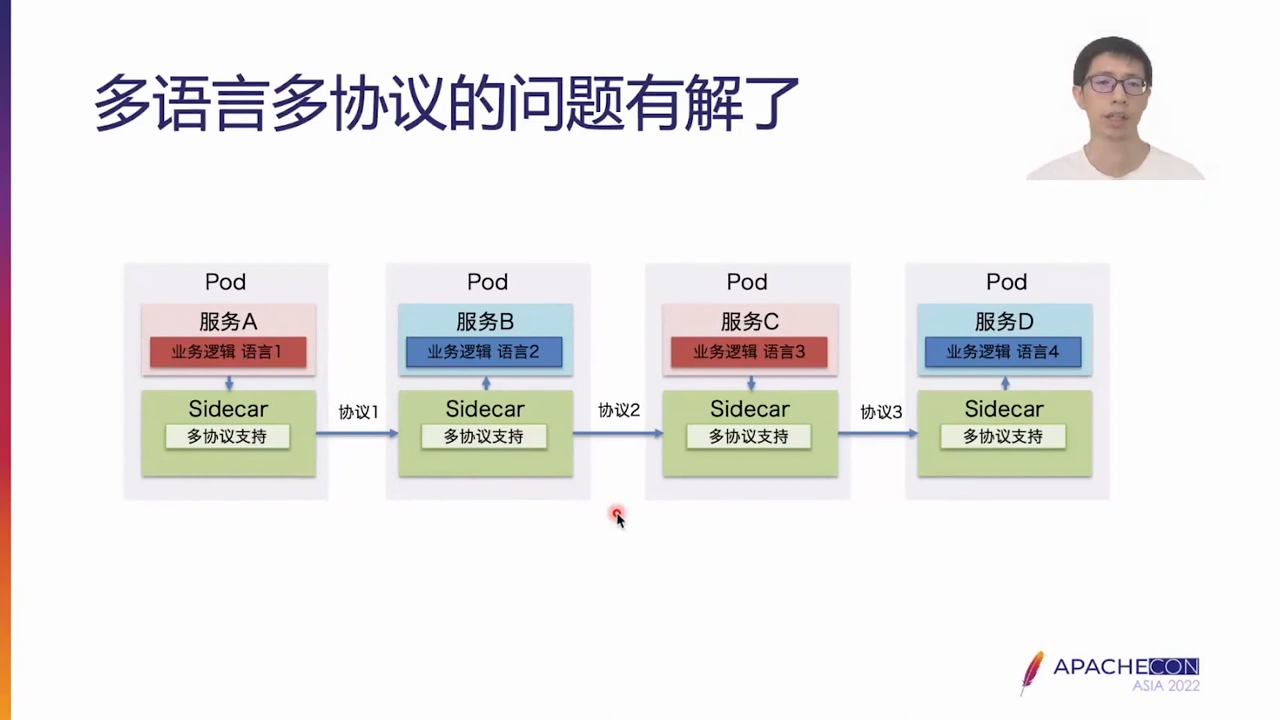 多语言多协议的问题有解了
Pod
服务A
业务逻辑 语言1
Sidecar
多协议支持
协议1
Pod
服务B
业务逻辑 语言2
Sidecar
多协议支持
协议2
Pod
服务C
业务逻辑 语言3
Sidecar
多协议支持
协议3
Pod
服务D
业务逻辑 语言4
Sidecar
多协议支持
APACHECON
ASIA 2022